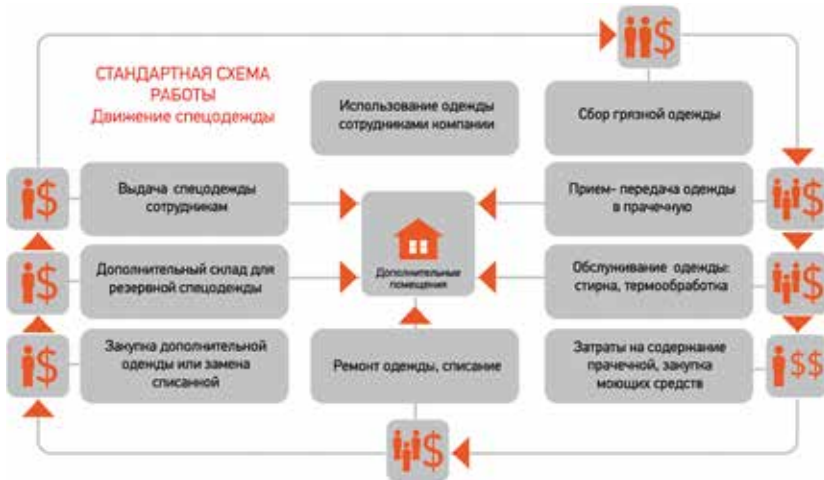 СТАНДАРТНАЯ СХЕМА
РАБОТЫ
Движение спецодежды
Использование одежды
сотрудниками компании
Сбор грязной одежды
$
Выдача спецодежды
сотрудникам
$
Прием- передача одежды
в прачечную
$
Дополнительные
помещения
Дополнительный склад для
резервной спецодежды
$
Обслуживание одежды:
стирка, термообработка
$
Закупка дополнительной
одежды или замена
списанной
$
Ремонт одежды, списание
$
Затраты на содержание
прачечной, закупка
моющих средств
$$